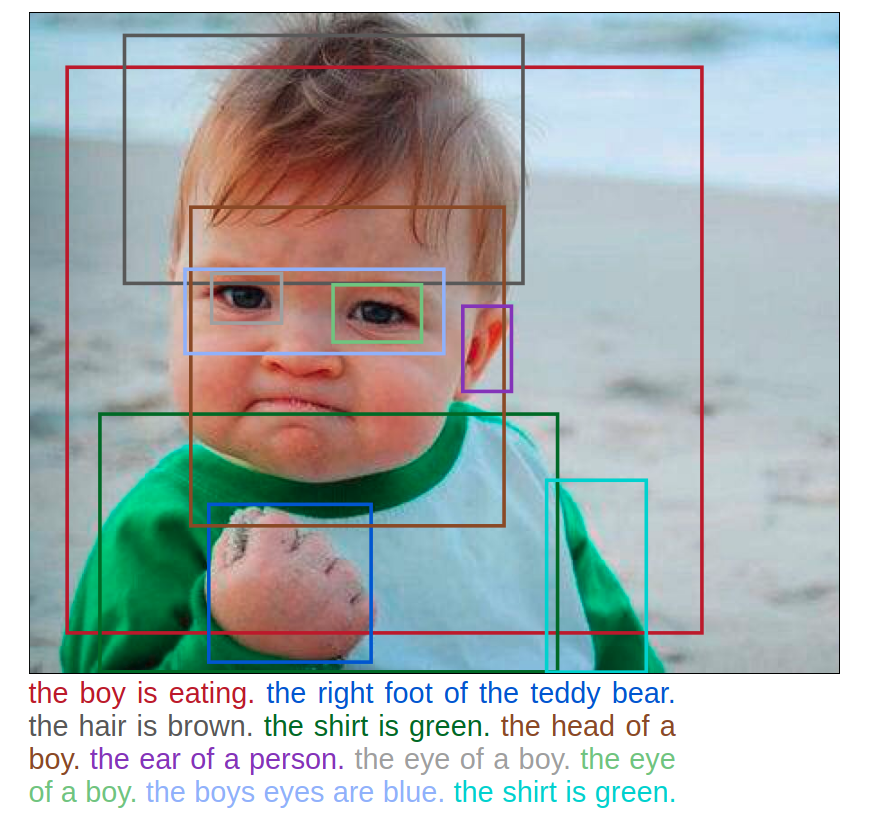 the boy is eating. the right foot of the teddy bear.
the hair is brown. the shirt is green. the head of a
boy. the ear of a person. the eye of a boy. the eye
of a boy. the boys eyes are blue. the shirt is green.